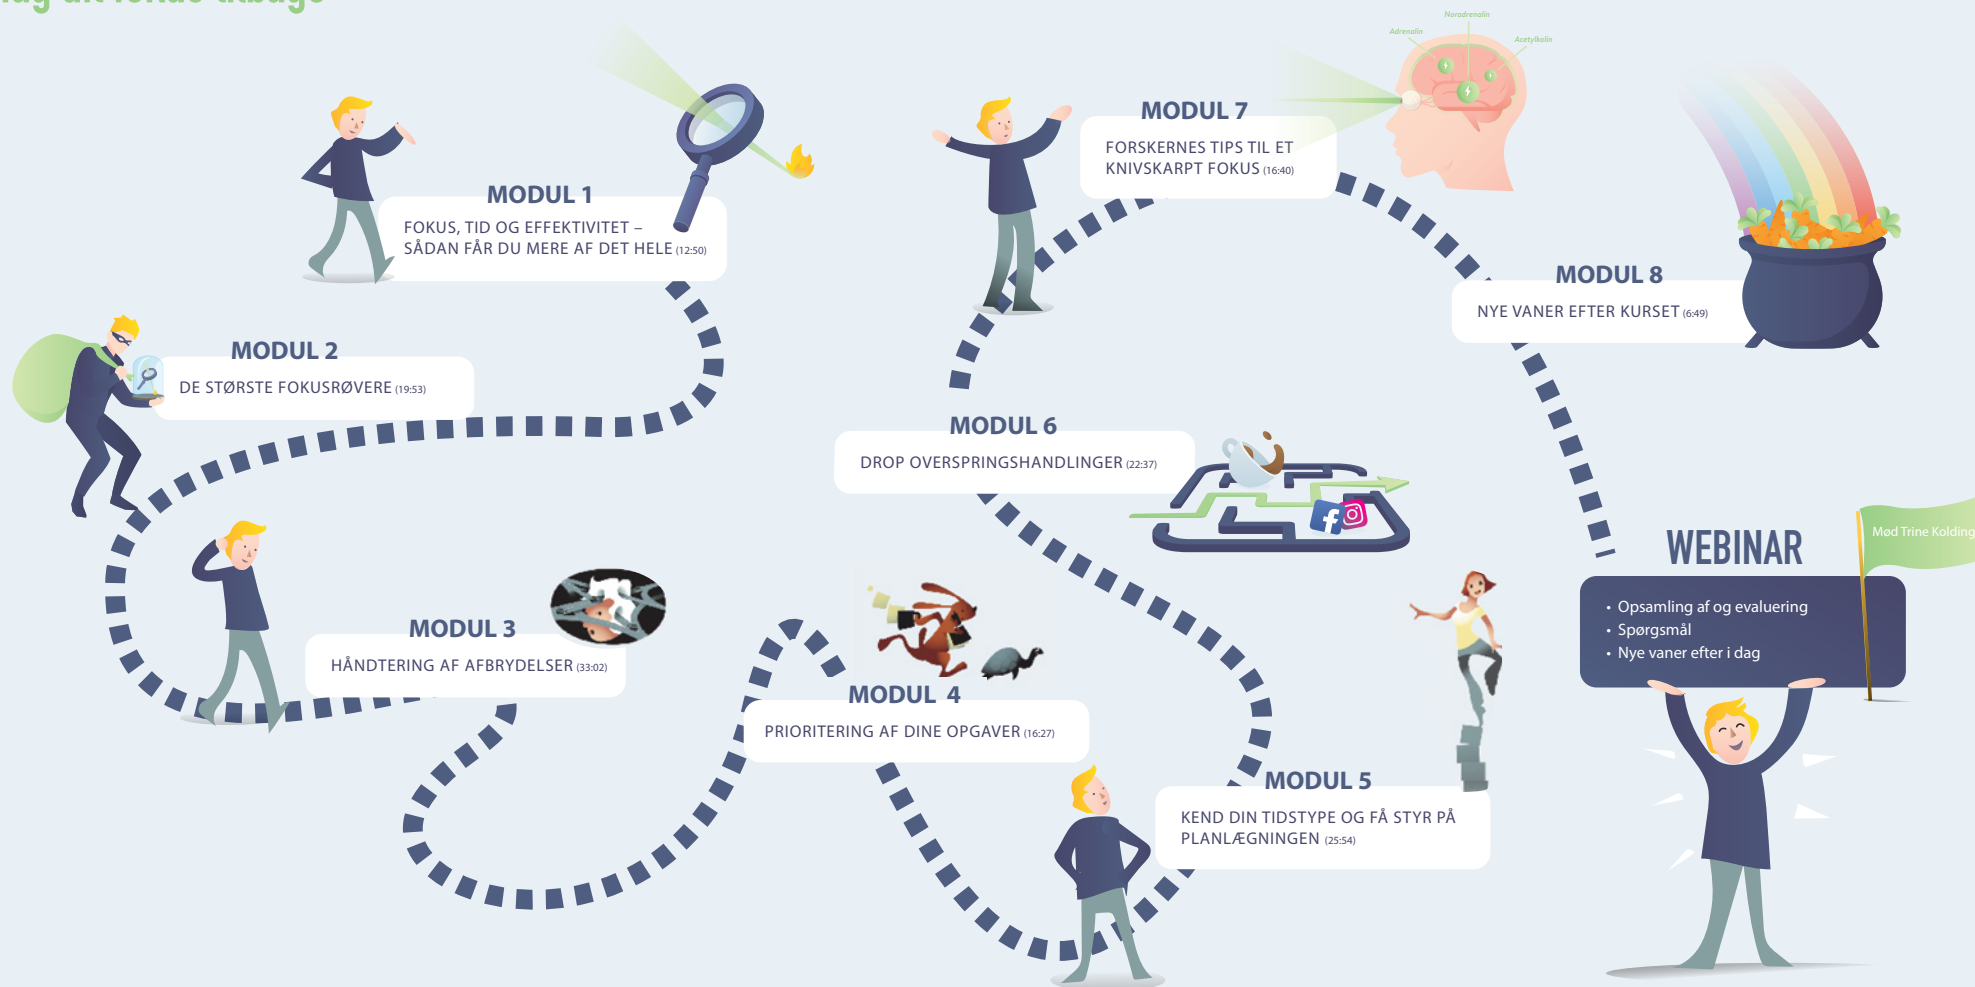 dit fokus tilbage
MODUL 1
FOKUS, TID OG EFFEKTIVITET –
SÅDAN FÅR DU MERE AF DET HELE (12:50)
MODUL 2
DE STØRSTE FOKUSRØVERE (19:53)
MODUL 3
HÅNDTERING AF AFBRYDELSER (33:02)
MODUL 4
PRIORITERING AF DINE OPGAVER (16:27)
MODUL 5
KEND DIN TIDSTYPE OG FÅ STYR PÅ
PLANLÆGNINGEN (25:54)
MODUL 6
DROP OVERSPRINGSHANDLINGER (22:37)
MODUL 7
FORSKERNES TIPS TIL ET
KNIVSKARPT FOKUS (16:40)
Noradrenalin
Adrenalin
Acetylkolin
MODUL 8
NYE VANER EFTER KURSET (6:49)
WEBINAR
Mød Trine Kolding
• Opsamling af og evaluering
• Spørgsmål
• Nye vaner efter i dag